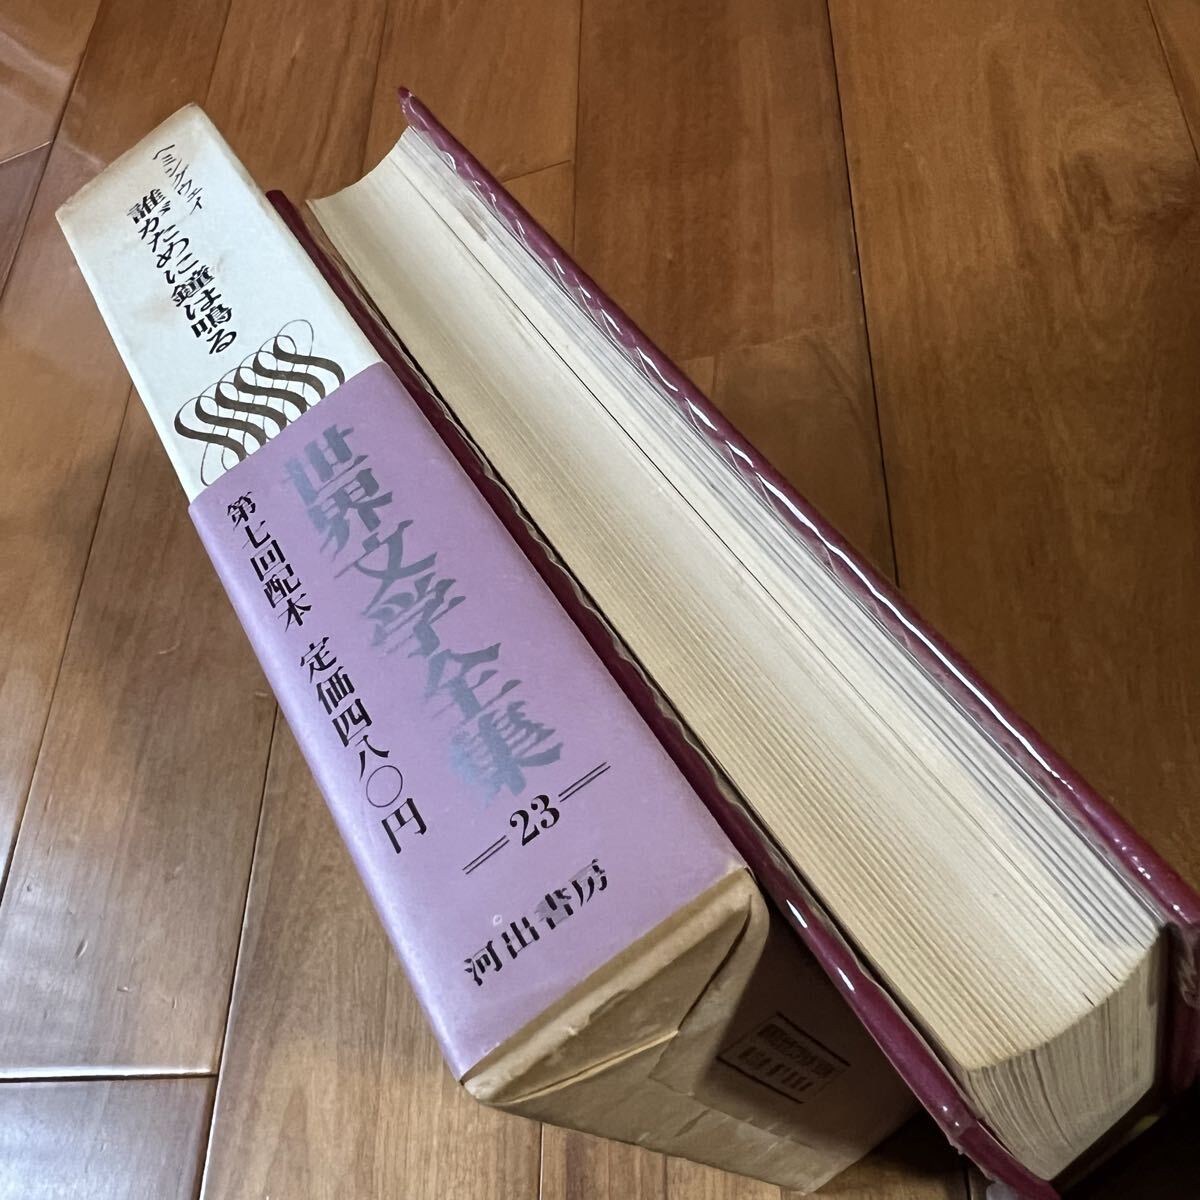 ヘミングウェイ
誰がために鐘は鳴る
世界文学全集
第七回配本 定価四八〇円
23
河出書房